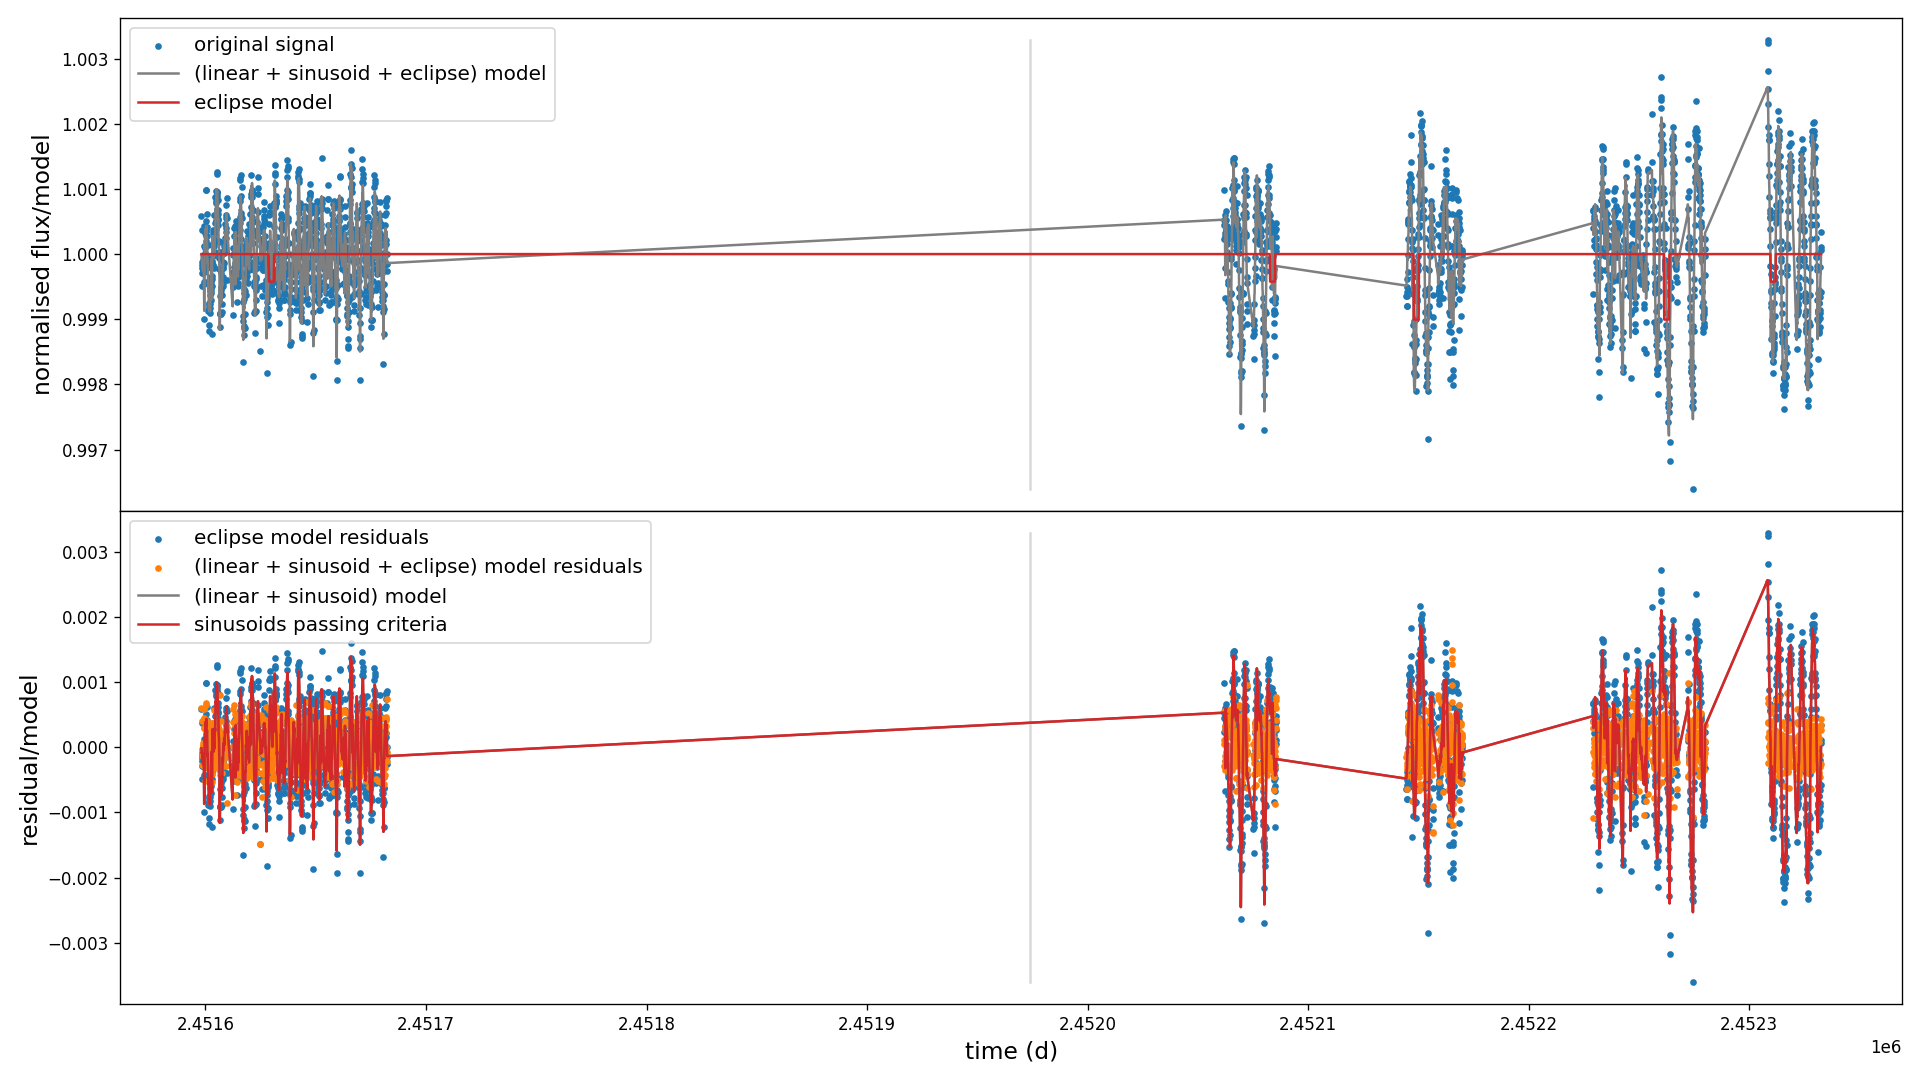 original signal
(linear + sinusoid + eclipse) model
eclipse model
normalised flux/model
1.003
1.002
1.001
1.000
0.999
0.998
0.997
eclipse model residuals
(linear + sinusoid + eclipse) model residuals
(linear + sinusoid) model
sinusoids passing criteria
residual/model
0.003
0.002
0.001
0.000
−0.001
−0.002
−0.003
2.4516 2.4517 2.4518 2.4519 2.4520 2.4521 2.4522 2.4523
time (d)
1e6